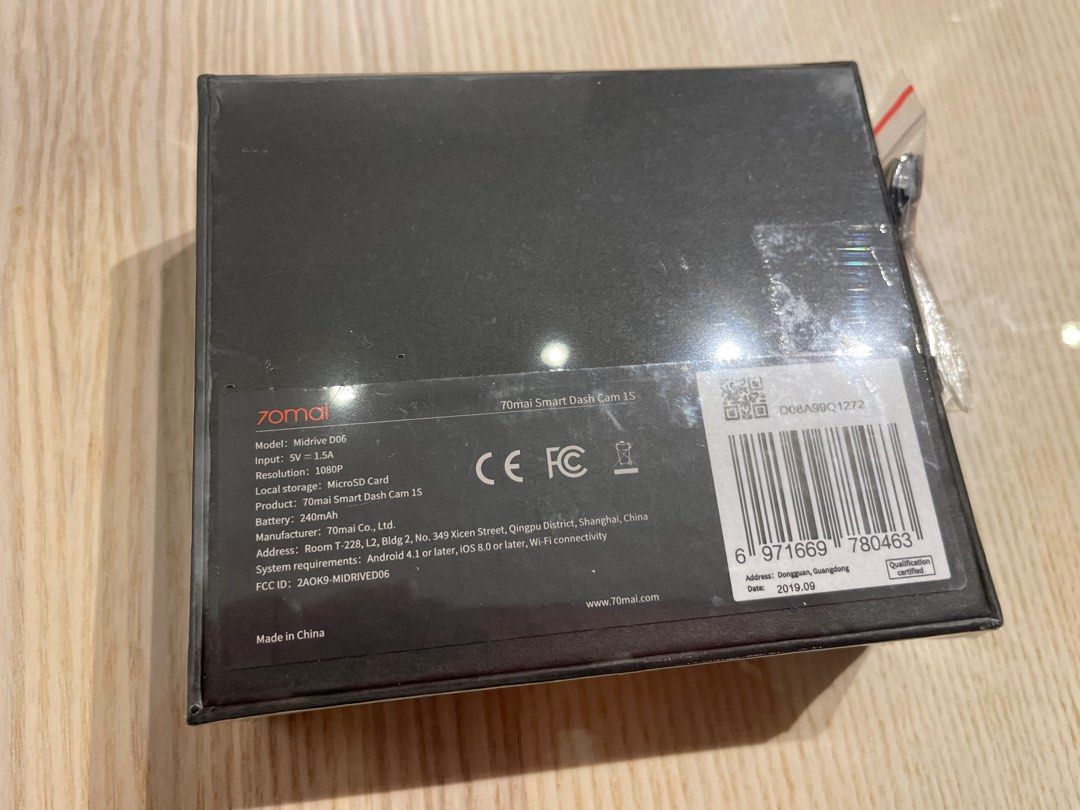 70mai
70mai Smart Dash Cam 1S
Model: Midrive D06
Input: 5V ⎓ 1.5A
Resolution: 1080P
Local storage: MicroSD Card
Product: 70mai Smart Dash Cam 1S
Battery: 240mAh
Manufacturer: 70mai Co., Ltd.
Address: Room T-228, L2, Bldg 2, No. 349 Xicen Street, Qingpu District, Shanghai, China
System requirements: Android 4.1 or later, iOS 8.0 or later, Wi-Fi connectivity
FCC ID: 2AOK9-MIDRIVED06
www.70mai.com
Made in China
CE FC
D08A99Q1272
6 971669 780463
Address: Dongguan, Guangdong
Date: 2019.09
Qualification
certified